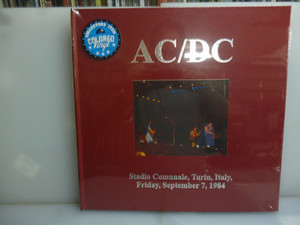 COLORED
Vinyl
AC/DC
Stadio Comunale, Turin, Italy,
Friday, September 7, 1984